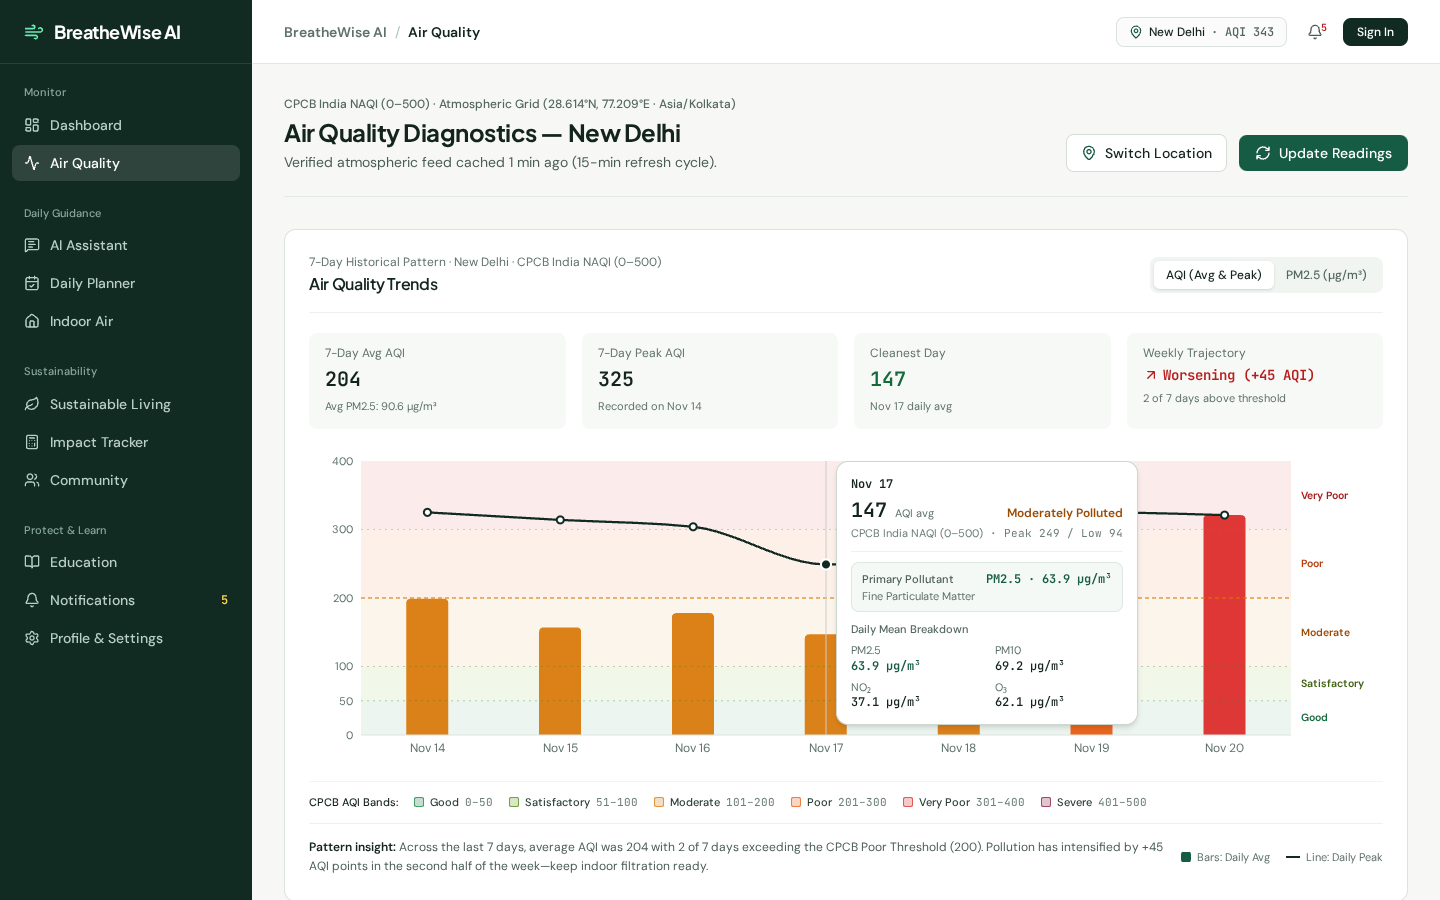 BreatheWise AI
Monitor
Dashboard
Air Quality
Daily Guidance
AI Assistant
Daily Planner
Indoor Air
Sustainability
Sustainable Living
Impact Tracker
Community
Protect & Learn
Education
Notifications 5
Profile & Settings
BreatheWise AI / Air Quality
New Delhi · AQI 343
5
Sign In
CPCB India NAQI (0–500) · Atmospheric Grid (28.614°N, 77.209°E · Asia/Kolkata)
Air Quality Diagnostics — New Delhi
Verified atmospheric feed cached 1 min ago (15-min refresh cycle).
Switch Location
Update Readings
7-Day Historical Pattern · New Delhi · CPCB India NAQI (0–500)
Air Quality Trends
AQI (Avg & Peak)
PM2.5 (µg/m³)
7-Day Avg AQI
204
Avg PM2.5: 90.6 µg/m³
7-Day Peak AQI
325
Recorded on Nov 14
Cleanest Day
147
Nov 17 daily avg
Weekly Trajectory
Worsening (+45 AQI)
2 of 7 days above threshold
400
300
200
100
50
0
Nov 17
147 AQI avg Moderately Polluted
CPCB India NAQI (0–500) · Peak 249 / Low 94
Primary Pollutant PM2.5 · 63.9 µg/m³
Fine Particulate Matter
Daily Mean Breakdown
PM2.5
63.9 µg/m³
PM10
69.2 µg/m³
NO₂
37.1 µg/m³
O₃
62.1 µg/m³
Very Poor
Poor
Moderate
Satisfactory
Good
Nov 14
Nov 15
Nov 16
Nov 17
Nov 18
Nov 19
Nov 20
CPCB AQI Bands: Good 0–50 Satisfactory 51–100 Moderate 101–200 Poor 201–300 Very Poor 301–400 Severe 401–500
Pattern insight: Across the last 7 days, average AQI was 204 with 2 of 7 days exceeding the CPCB Poor Threshold (200). Pollution has intensified by +45
AQI points in the second half of the week—keep indoor filtration ready.
Bars: Daily Avg
Line: Daily Peak